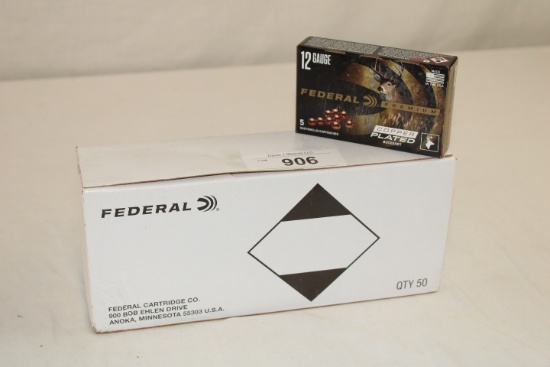 12 GAUGE
FEDERAL
PREMIUM
5
COPPER
PLATED
BUCKSHOT
906
FEDERAL
FEDERAL CARTRIDGE CO.
900 BOB EHLEN DRIVE
ANOKA, MINNESOTA 55303 U.S.A.
QTY 50